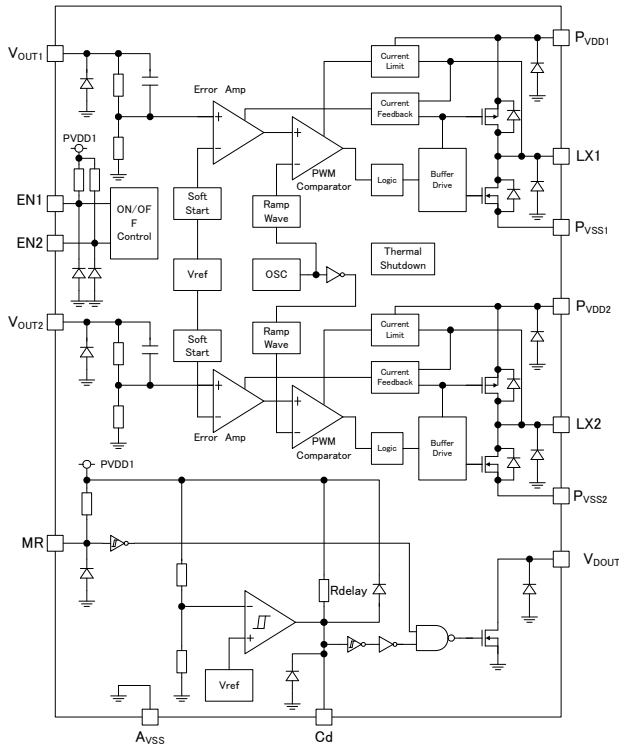 VOUT1
PVDD1
Current
Limit
Error Amp
Current
Feedback
PVDD1
LX1
EN1
ON/OF
F
Control
Soft
Start
PWM
Comparator
Logic
Buffer
Drive
Ramp
Wave
EN2
PVSS1
Vref
OSC
Thermal
Shutdown
VOUT2
PVDD2
Soft
Start
Ramp
Wave
Current
Limit
Current
Feedback
LX2
Error Amp
PWM
Comparator
Logic
Buffer
Drive
PVDD1
PVSS2
MR
VDOUT
Rdelay
Vref
AVSS
Cd